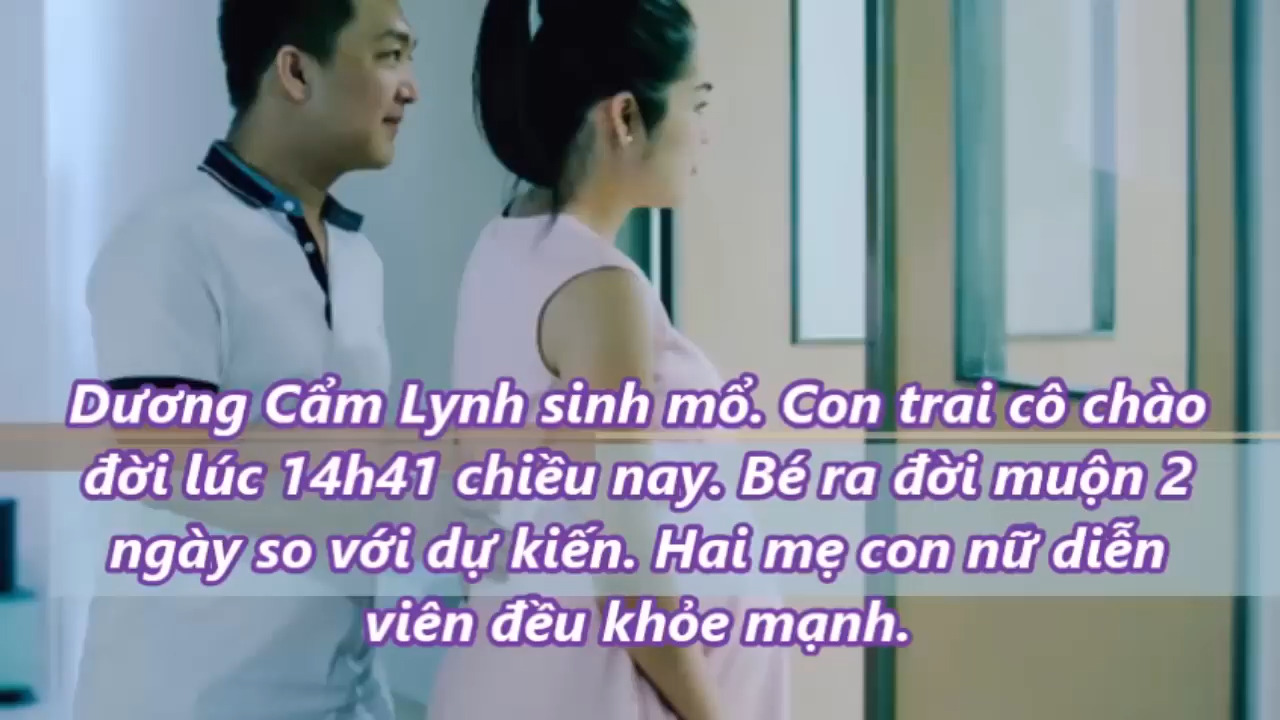 Dương Cẩm Lynh sinh mổ. Con trai cô chào
đời lúc 14h41 chiều nay. Bé ra đời muộn 2
ngày so với dự kiến. Hai mẹ con nữ diễn
viên đều khỏe mạnh.